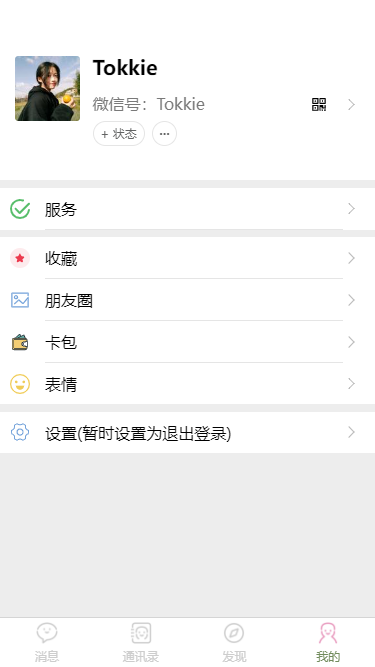 Tokkie
微信号：Tokkie
+ 状态
...
服务
收藏
朋友圈
卡包
表情
设置(暂时设置为退出登录)
消息 通讯录 发现 我的